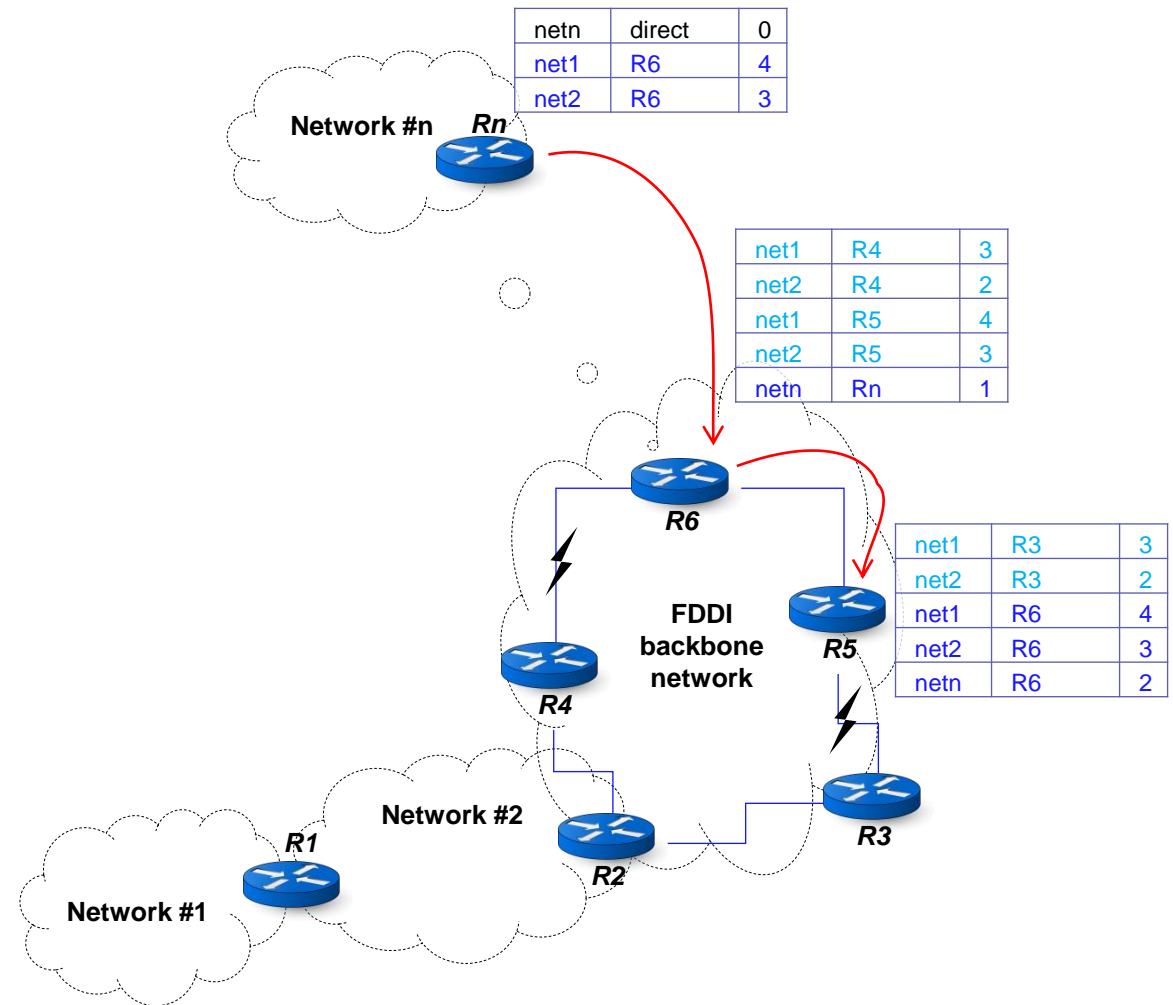 netn direct 0
net1 R6 4
net2 R6 3
Network #n
Rn
net1 R4 3
net2 R4 2
net1 R5 4
net2 R5 3
netn Rn 1
R6
net1 R3 3
net2 R3 2
net1 R6 4
net2 R6 3
netn R6 2
FDDI
backbone
network
R5
R4
Network #2
R1
R3
R2
Network #1